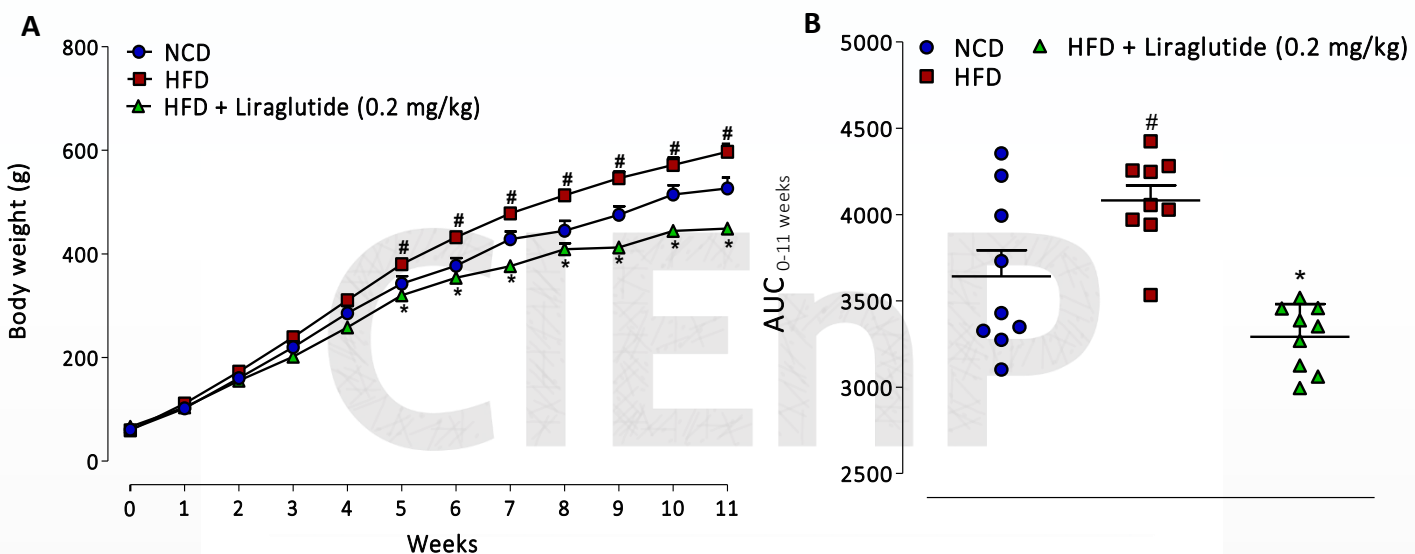 A
NCD
HFD
HFD + Liraglutide (0.2 mg/kg)
800
600
400
200
0
Body weight (g)
# # # # # # #
* * * * * * *
0 1 2 3 4 5 6 7 8 9 10 11
Weeks
B
NCD
HFD + Liraglutide (0.2 mg/kg)
HFD
5000
4500
4000
3500
3000
2500
AUC 0-11 weeks
#
*
CIEnP